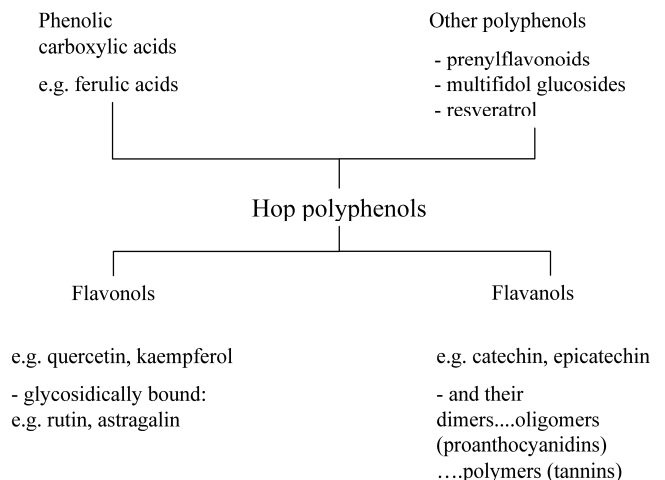 Phenolic
carboxylic acids
e.g. ferulic acids
Other polyphenols
- prenylflavonoids
- multifidol glucosides
- resveratrol
Hop polyphenols
Flavonols
e.g. quercetin, kaempferol
- glycosidically bound:
e.g. rutin, astragalin
Flavanols
e.g. catechin, epicatechin
- and their
dimers....oligomers
(proanthocyanidins)
….polymers (tannins)